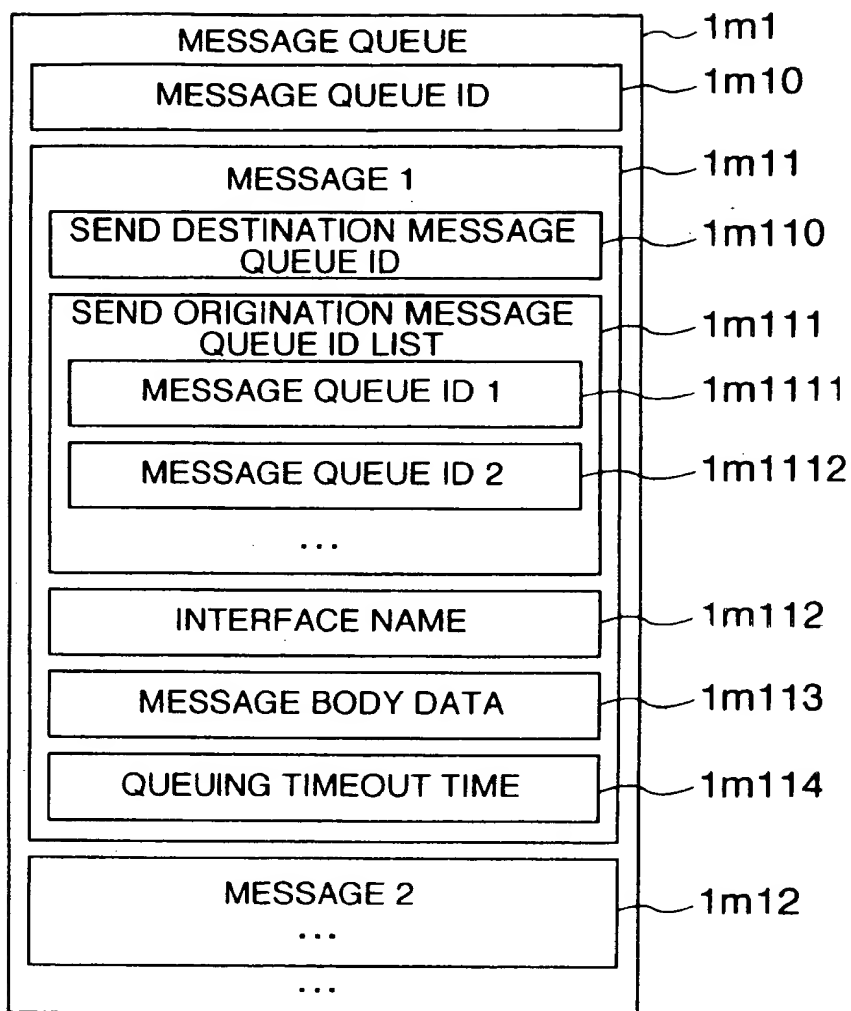 MESSAGE QUEUE 1m1
MESSAGE QUEUE ID 1m10
MESSAGE 1 1m11
SEND DESTINATION MESSAGE
QUEUE ID 1m110
SEND ORIGINATION MESSAGE
QUEUE ID LIST 1m111
MESSAGE QUEUE ID 1 1m1111
MESSAGE QUEUE ID 2 1m1112
...
INTERFACE NAME 1m112
MESSAGE BODY DATA 1m113
QUEUING TIMEOUT TIME 1m114
MESSAGE 2 1m12
...
...